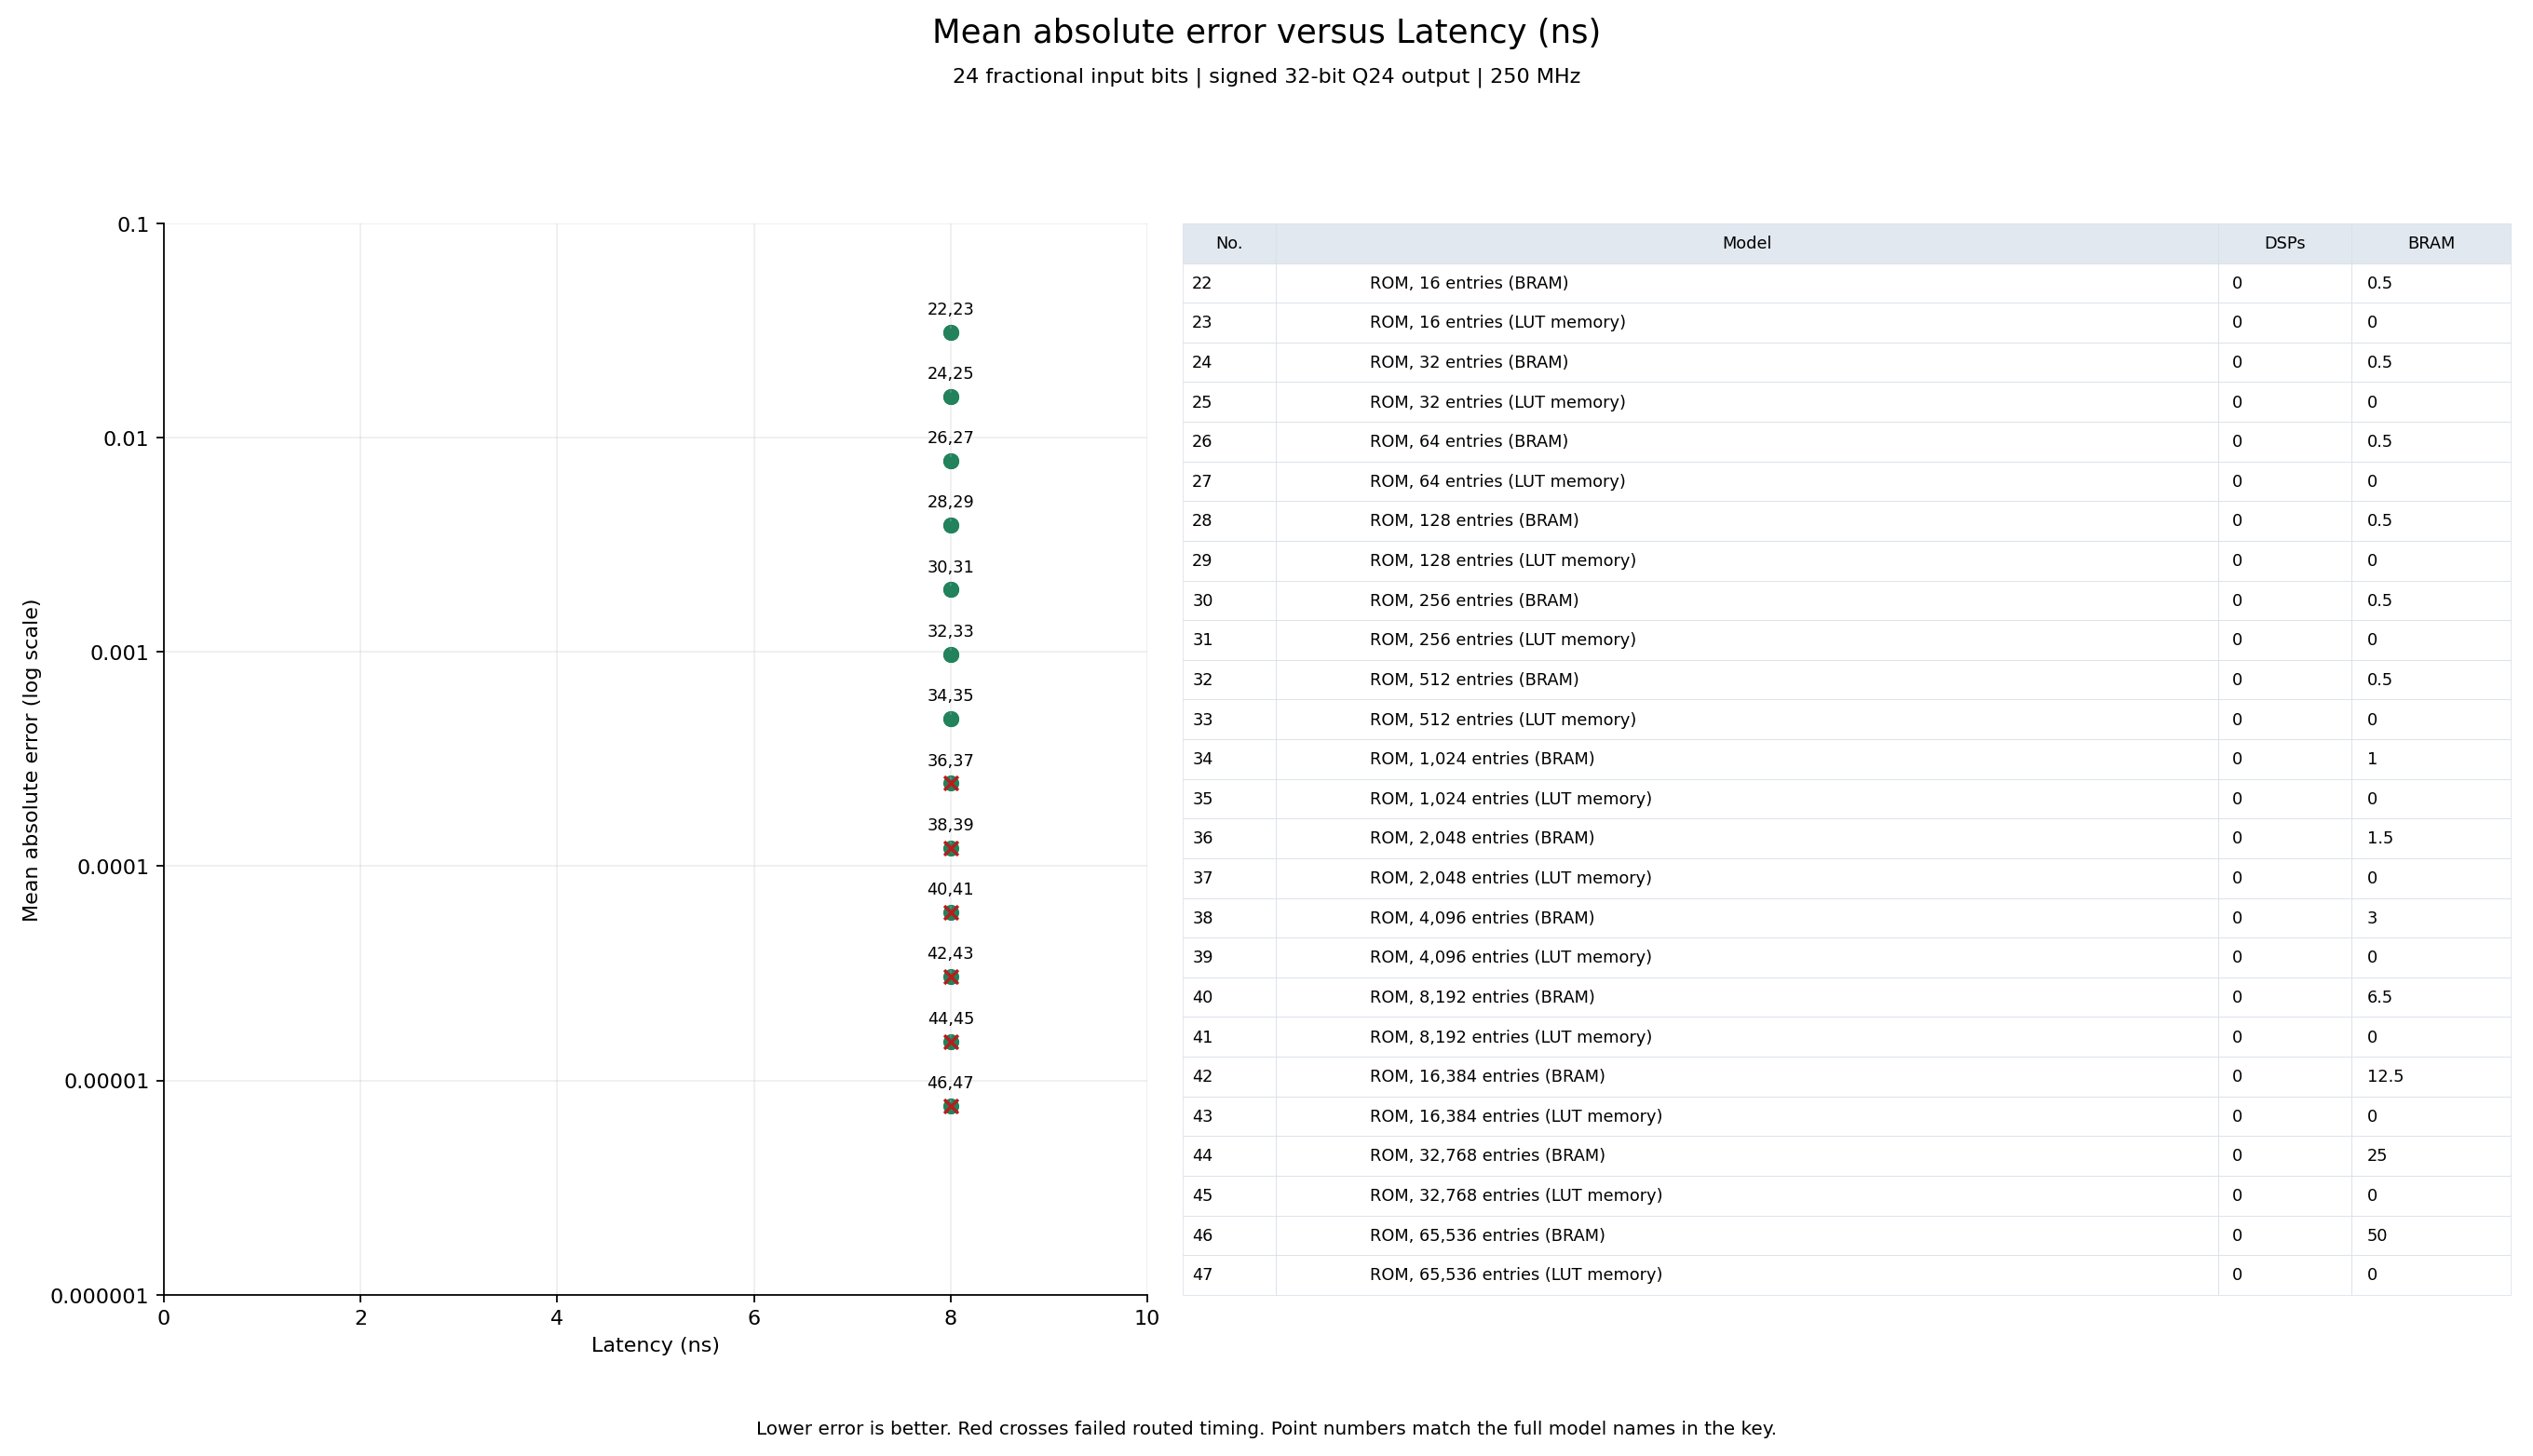 Mean absolute error versus Latency (ns)
24 fractional input bits | signed 32-bit Q24 output | 250 MHz
0.1
0.01
0.001
0.0001
0.00001
0.000001
Mean absolute error (log scale)
22,23
24,25
26,27
28,29
30,31
32,33
34,35
36,37
38,39
40,41
42,43
44,45
46,47
0 2 4 6 8 10
Latency (ns)
No. Model DSPs BRAM
22 ROM, 16 entries (BRAM) 0 0.5
23 ROM, 16 entries (LUT memory) 0 0
24 ROM, 32 entries (BRAM) 0 0.5
25 ROM, 32 entries (LUT memory) 0 0
26 ROM, 64 entries (BRAM) 0 0.5
27 ROM, 64 entries (LUT memory) 0 0
28 ROM, 128 entries (BRAM) 0 0.5
29 ROM, 128 entries (LUT memory) 0 0
30 ROM, 256 entries (BRAM) 0 0.5
31 ROM, 256 entries (LUT memory) 0 0
32 ROM, 512 entries (BRAM) 0 0.5
33 ROM, 512 entries (LUT memory) 0 0
34 ROM, 1,024 entries (BRAM) 0 1
35 ROM, 1,024 entries (LUT memory) 0 0
36 ROM, 2,048 entries (BRAM) 0 1.5
37 ROM, 2,048 entries (LUT memory) 0 0
38 ROM, 4,096 entries (BRAM) 0 3
39 ROM, 4,096 entries (LUT memory) 0 0
40 ROM, 8,192 entries (BRAM) 0 6.5
41 ROM, 8,192 entries (LUT memory) 0 0
42 ROM, 16,384 entries (BRAM) 0 12.5
43 ROM, 16,384 entries (LUT memory) 0 0
44 ROM, 32,768 entries (BRAM) 0 25
45 ROM, 32,768 entries (LUT memory) 0 0
46 ROM, 65,536 entries (BRAM) 0 50
47 ROM, 65,536 entries (LUT memory) 0 0
Lower error is better. Red crosses failed routed timing. Point numbers match the full model names in the key.